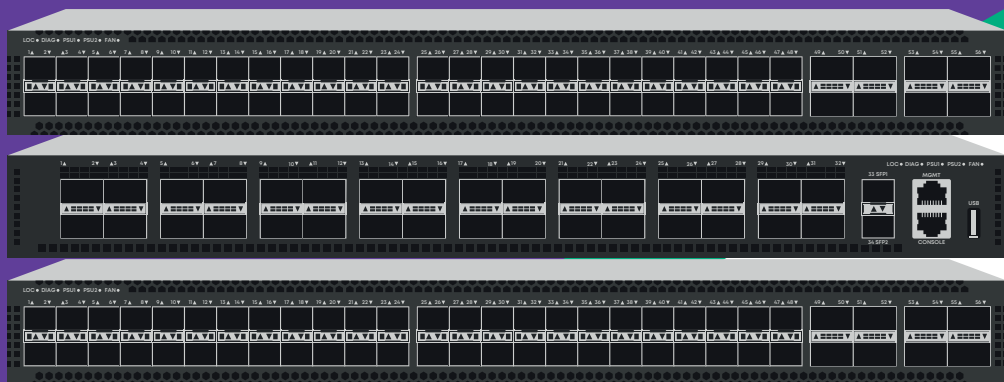 LOC DIAG PSU1 PSU2 FAN
1▲ 2▼ ▲3 4▼ 5▲ 6▼ 7▲ 8▼ 9▲ 10▼ 11▲ 12▼ 13▲ 14▼ 15▲ 16▼ 17▲ 18▼ 19▲ 20▼ 21▲ 22▼ 23▲ 24▼ 25▲ 26▲ 27▲ 28▼ 29▲ 30▼ 31▲ 32▼ 33▲ 34▼ 35▲ 36▼ 37▲ 38▼ 39▲ 40▼ 41▲ 42▼ 43▲ 44▼ 45▲ 46▼ 47▲ 48▼ 49▲ 50▼ 51▲ 52▼ 53▲ 54▼ 55▲ 56▼
LOC DIAG PSU1 PSU2 FAN
1▲ 2▼ ▲3 4▼ 5▲ 6▼ ▲7 8▼ 9▲ 10▼ ▲11 12▼ 13▲ 14▼ ▲15 16▼ 17▲ 18▼ ▲19 20▼ 21▲ 22▼ ▲23 24▼ 25▲ 26▼ ▲27 28▼ 29▲ 30▼ ▲31 32▼
33 SFP1
MGMT
USB
34 SFP2
CONSOLE
LOC DIAG PSU1 PSU2 FAN
1▲ 2▼ ▲3 4▼ 5▲ 6▼ 7▲ 8▼ 9▲ 10▼ 11▲ 12▼ 13▲ 14▼ 15▲ 16▼ 17▲ 18▼ 19▲ 20▼ 21▲ 22▼ 23▲ 24▼ 25▲ 26▲ 27▲ 28▼ 29▲ 30▼ 31▲ 32▼ 33▲ 34▼ 35▲ 36▼ 37▲ 38▼ 39▲ 40▼ 41▲ 42▼ 43▲ 44▼ 45▲ 46▼ 47▲ 48▼ 49▲ 50▼ 51▲ 52▼ 53▲ 54▼ 55▲ 56▼